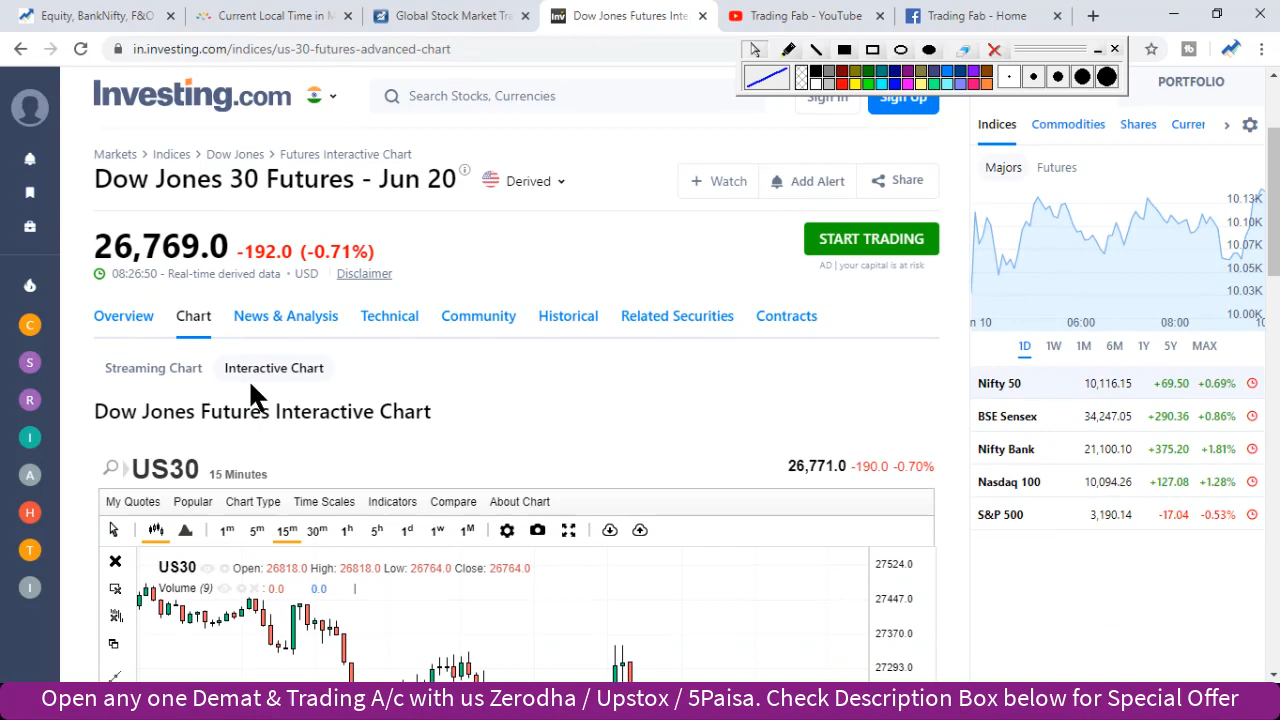 Equity, BankNifty, F&O
Current Local Time in M
Global Stock Market Tra
Inv
Dow Jones Futures Inte
Trading Fab - YouTube
Trading Fab - Home
in.investing.com/indices/us-30-futures-advanced-chart
Investing.com
Search Stocks, Currencies
Sign In
Sign Up
PORTFOLIO
Markets > Indices > Dow Jones > Futures Interactive Chart
Dow Jones 30 Futures - Jun 20
Derived
+ Watch
Add Alert
Share
26,769.0 -192.0 (-0.71%)
08:26:50 - Real-time derived data • USD Disclaimer
START TRADING
AD | your capital is at risk
Overview Chart News & Analysis Technical Community Historical Related Securities Contracts
Streaming Chart Interactive Chart
Dow Jones Futures Interactive Chart
US30 15 Minutes
26,771.0 -190.0 -0.70%
My Quotes Popular Chart Type Time Scales Indicators Compare About Chart
1m 5m 15m 30m 1h 5h 1d 1w 1M
US30 Open: 26818.0 High: 26818.0 Low: 26764.0 Close: 26764.0
Volume (9) : 0.0 0.0
27524.0
27447.0
27370.0
27293.0
Indices Commodities Shares Curren
Majors Futures
10.13K
10.10K
10.07K
10.05K
10.03K
10.00K
n 10 06:00 08:00
1D 1W 1M 6M 1Y 5Y MAX
Nifty 50 10,116.15 +69.50 +0.69%
BSE Sensex 34,247.05 +290.36 +0.86%
Nifty Bank 21,100.10 +375.20 +1.81%
Nasdaq 100 10,094.26 +127.08 +1.28%
S&P 500 3,190.14 -17.04 -0.53%
C
S
R
I
A
H
T
I
Open any one Demat & Trading A/c with us Zerodha / Upstox / 5Paisa. Check Description Box below for Special Offer